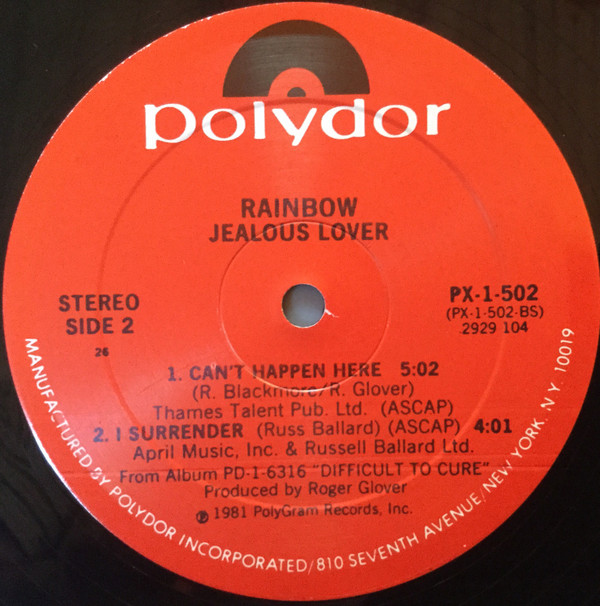 polydor
RAINBOW
JEALOUS LOVER
STEREO
SIDE 2
26
PX-1-502
(PX-1-502-BS)
2929 104
1. CAN'T HAPPEN HERE 5:02
(R. Blackmore/R. Glover)
Thames Talent Pub. Ltd. (ASCAP)
2. I SURRENDER (Russ Ballard) (ASCAP) 4:01
April Music, Inc. & Russell Ballard Ltd.
From Album PD-1-6316 "DIFFICULT TO CURE"
Produced by Roger Glover
℗ 1981 PolyGram Records, Inc.
MANUFACTURED BY POLYDOR INCORPORATED/810 SEVENTH AVENUE/NEW YORK, N.Y. 10019